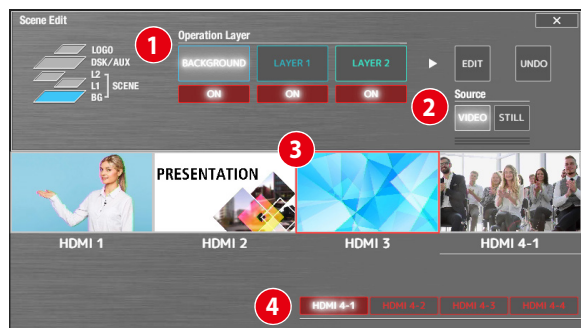 Scene Edit
×
1
Operation Layer
LOGO
DSK/AUX
L2
L1
SCENE
BG
BACKGROUND
LAYER 1
LAYER 2
EDIT
UNDO
ON
ON
ON
2
Source
VIDEO
STILL
3
PRESENTATION
HDMI 1
HDMI 2
HDMI 3
HDMI 4-1
4
HDMI 4-1
HDMI 4-2
HDMI 4-3
HDMI 4-4